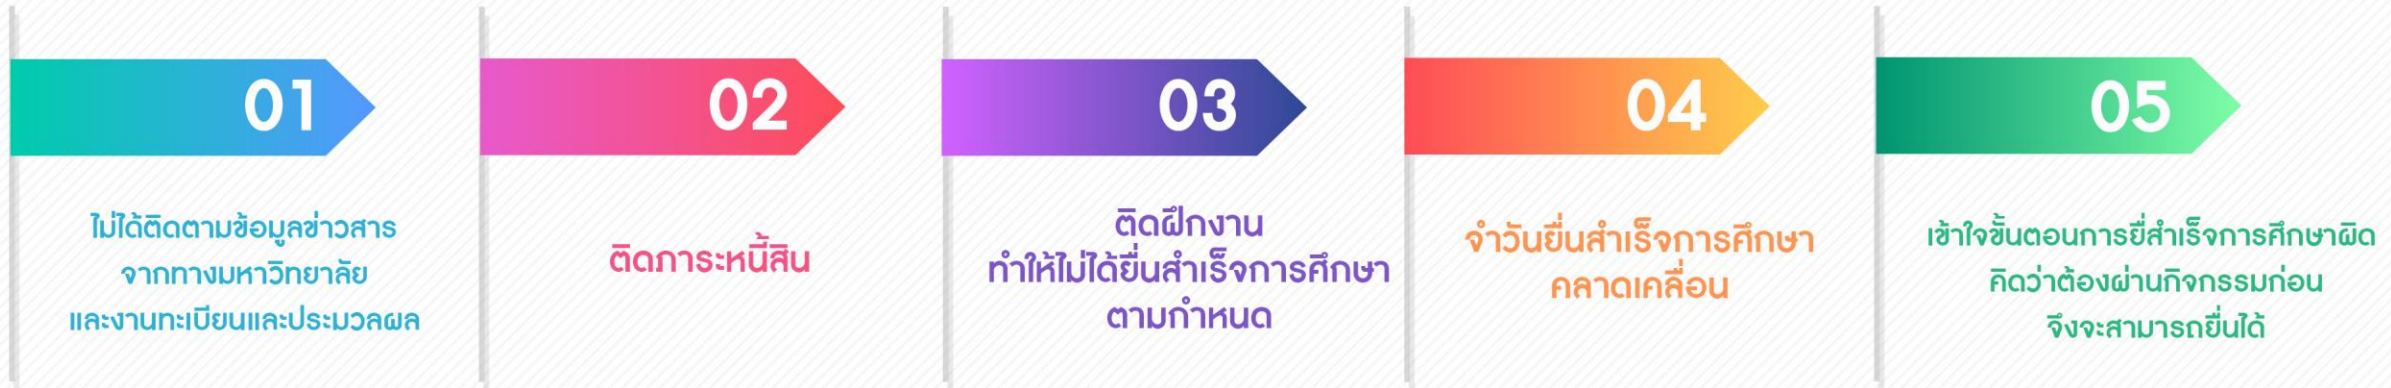 01
ไม่ได้ติดตามข้อมูลข่าวสาร
จากทางมหาวิทยาลัย
และงานทะเบียนและประมวลผล
02
ติดภาระหนี้สิน
03
ติดฝึกงาน
ทำให้ไม่ได้ยื่นสำเร็จการศึกษา
ตามกำหนด
04
จำวันยื่นสำเร็จการศึกษา
คลาดเคลื่อน
05
เข้าใจขั้นตอนการยื่สำเร็จการศึกษาผิด
คิดว่าต้องผ่านกิจกรรมก่อน
จึงจะสามารถยื่นได้